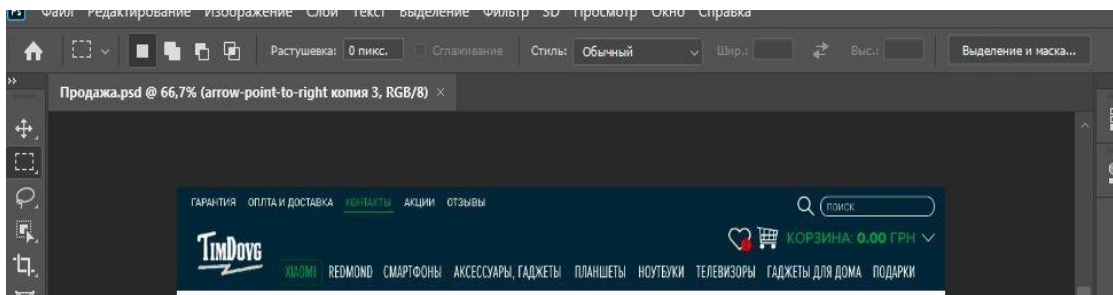 Ps Файл Редактирование Изображение Слои Текст Выделение Фильтр 3D Просмотр Окно Справка
Растушевка: 0 пикс. Сглаживание Стиль: Обычный Шир.: Выс.: Выделение и маска...
Продажа.psd @ 66,7% (arrow-point-to-right копия 3, RGB/8) ×
ГАРАНТИЯ ОПЛТА И ДОСТАВКА КОНТАКТЫ АКЦИИ ОТЗЫВЫ ПОИСК
TIMDOVG
КОРЗИНА: 0.00 ГРН
XIAOMI REDMOND СМАРТФОНЫ АКСЕССУАРЫ, ГАДЖЕТЫ ПЛАНШЕТЫ НОУТБУКИ ТЕЛЕВИЗОРЫ ГАДЖЕТЫ ДЛЯ ДОМА ПОДАРКИ